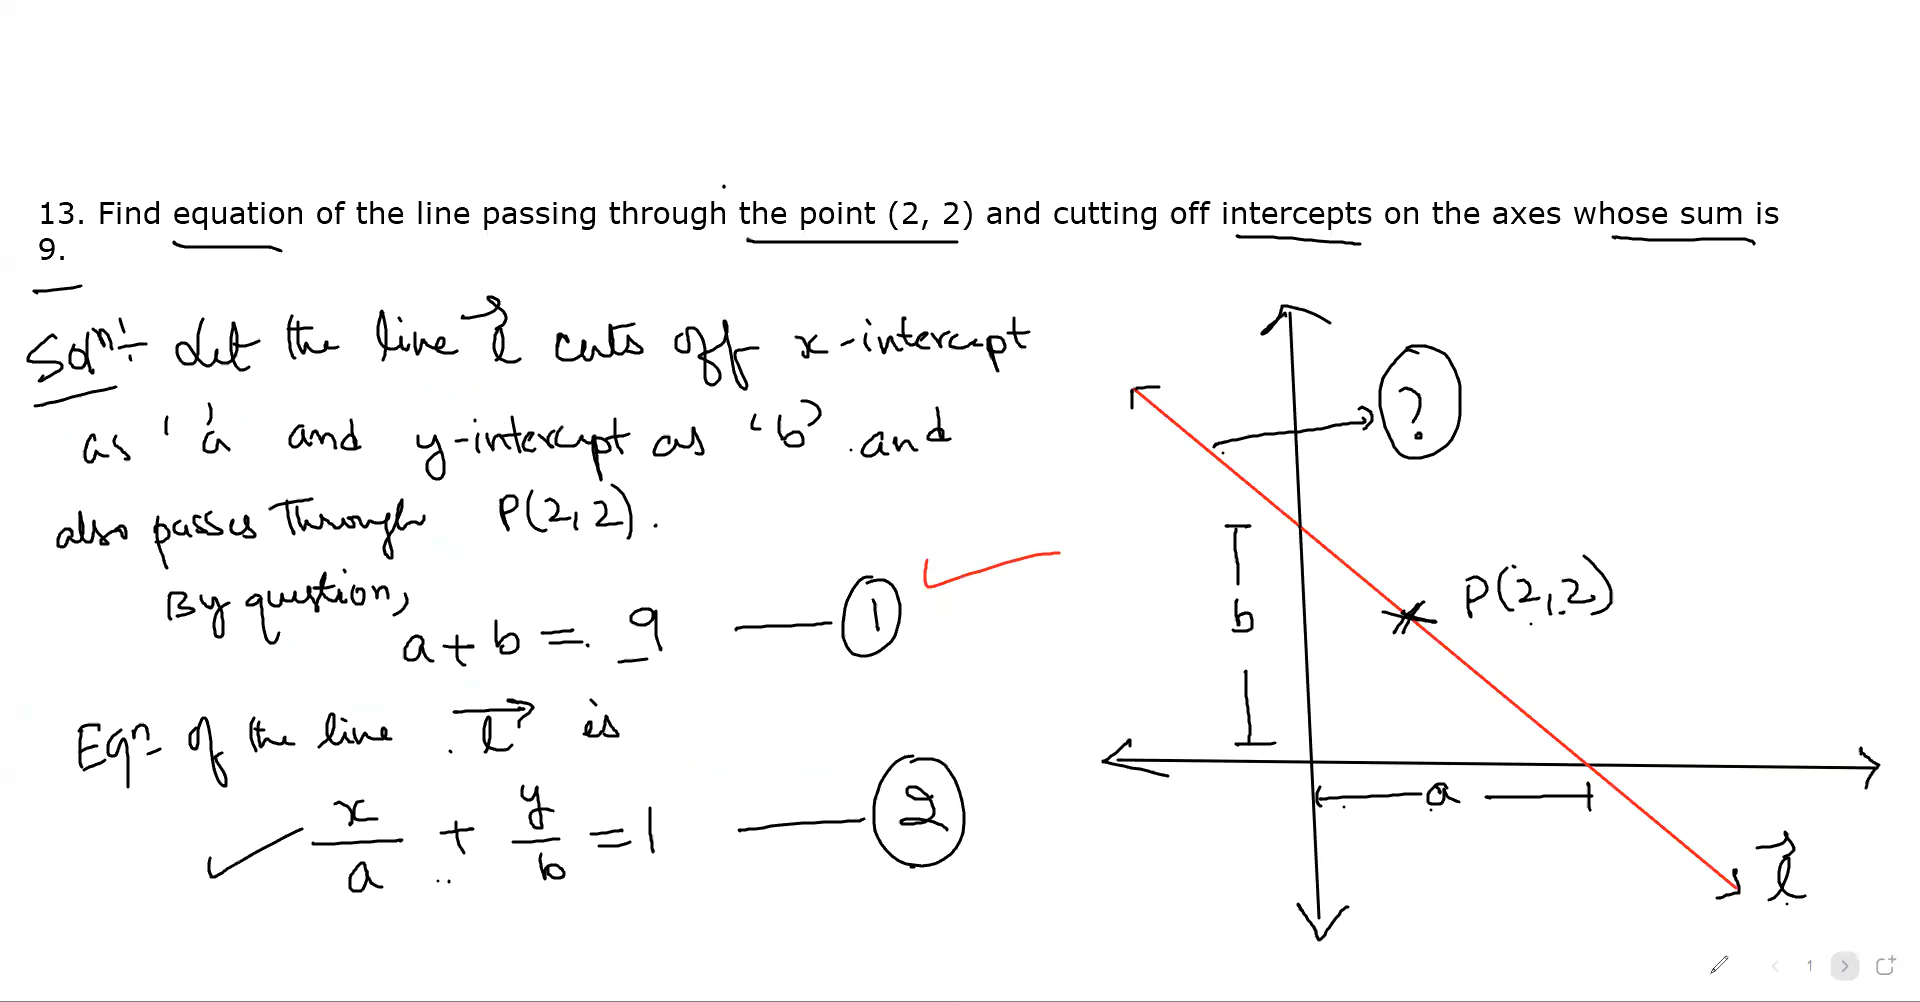 13. Find equation of the line passing through the point (2, 2) and cutting off intercepts on the axes whose sum is
9.
Solⁿ:- Let the line l cuts off x-intercept
as 'a' and y-intercept as 'b' and
also passes through P(2,2).
By question,
a + b = 9 —— ①
Eqⁿ of the line l is
x/a + y/b = 1 —— ②
?
b
P(2,2)
a
l
1